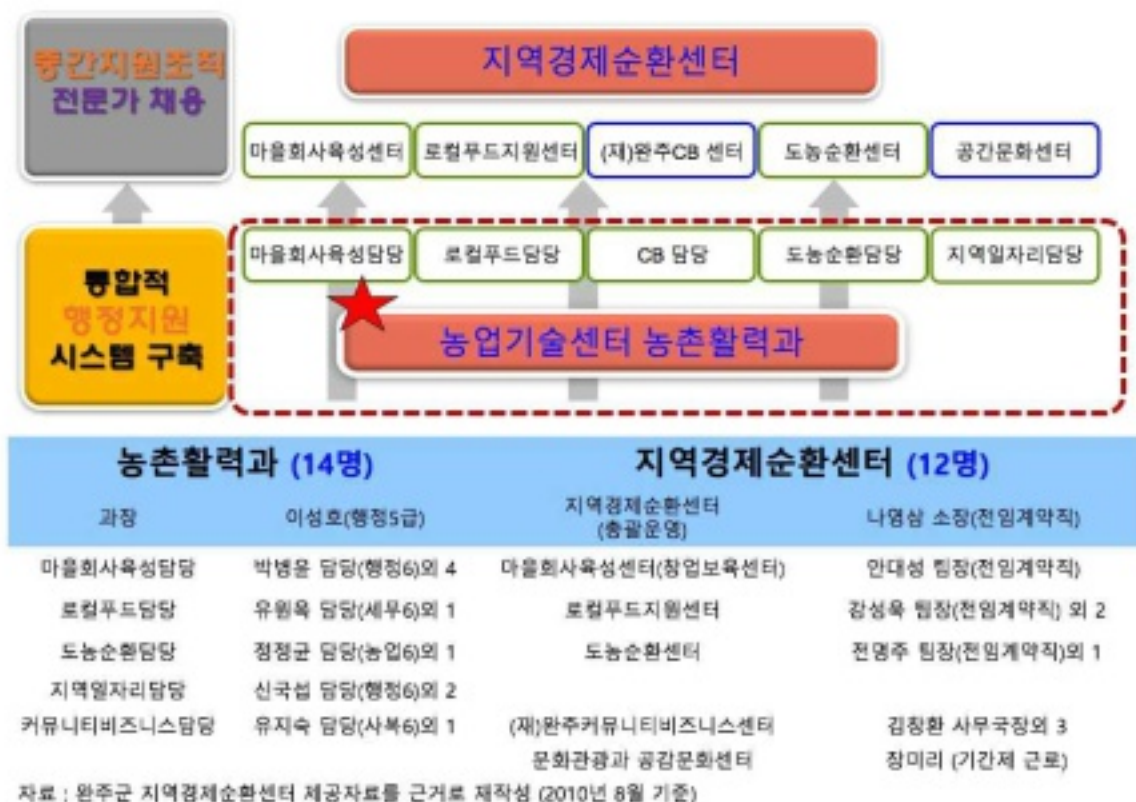 중간지원조직
전문가 채용
지역경제순환센터
마을회사육성센터 로컬푸드지원센터 (재)완주CB 센터 도농순환센터 공간문화센터
통합적
행정지원
시스템 구축
마을회사육성담당 로컬푸드담당 CB 담당 도농순환담당 지역일자리담당
농업기술센터 농촌활력과
농촌활력과 (14명) 지역경제순환센터 (12명)
과장 이성호(행정5급) 지역경제순환센터 나영삼 소장(전임계약직)
(총괄운영)
마을회사육성담당 박병윤 담당(행정6)외 4 마을회사육성센터(창업보육센터) 안대성 팀장(전임계약직)
로컬푸드담당 유원옥 담당(세무6)외 1 로컬푸드지원센터 강성욱 팀장(전임계약직) 외 2
도농순환담당 정정균 담당(농업6)외 1 도농순환센터 전명주 팀장(전임계약직)외 1
지역일자리담당 신국섭 담당(행정6)외 2
커뮤니티비즈니스담당 유지숙 담당(사복6)외 1 (재)완주커뮤니티비즈니스센터 김창환 사무국장외 3
문화관광과 공감문화센터 장미리 (기간제 근로)
자료 : 완주군 지역경제순환센터 제공자료를 근거로 재작성 (2010년 8월 기준)